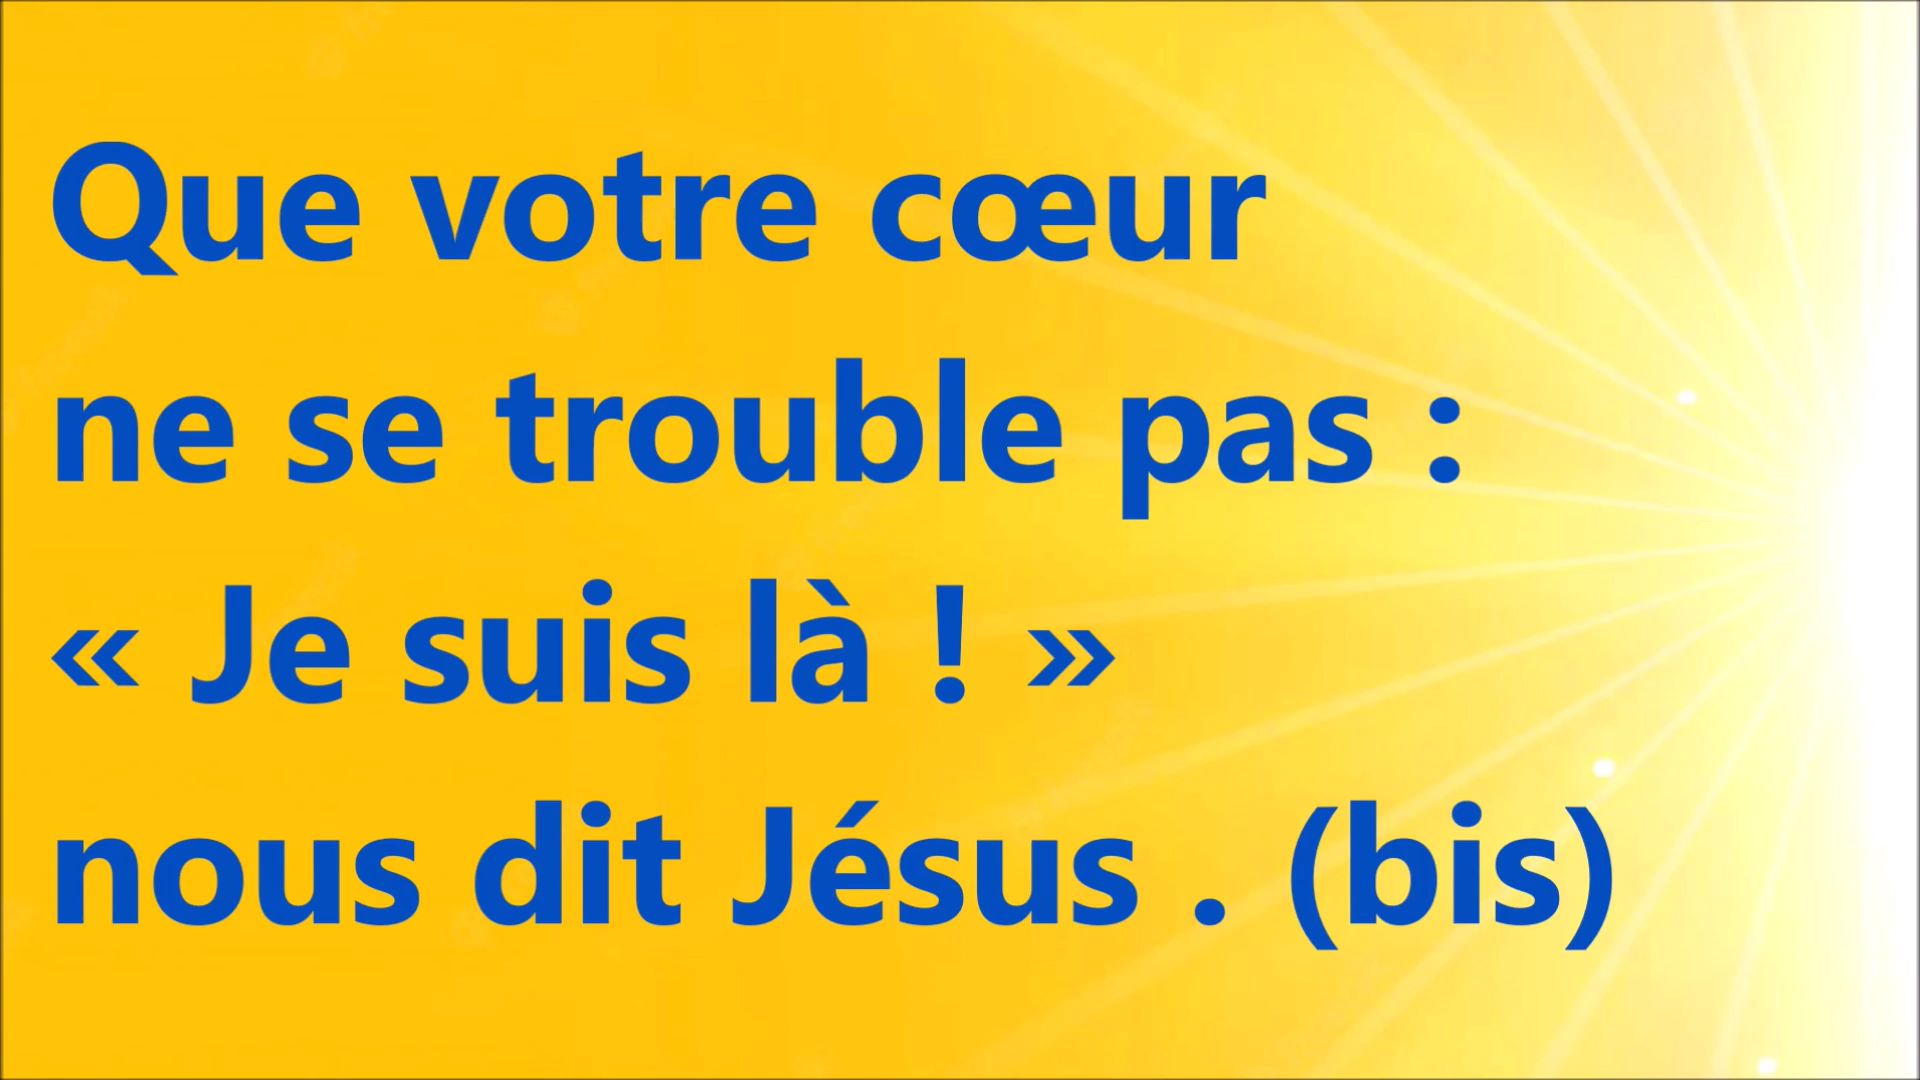 Que votre cœur
ne se trouble pas :
« Je suis là ! »
nous dit Jésus . (bis)